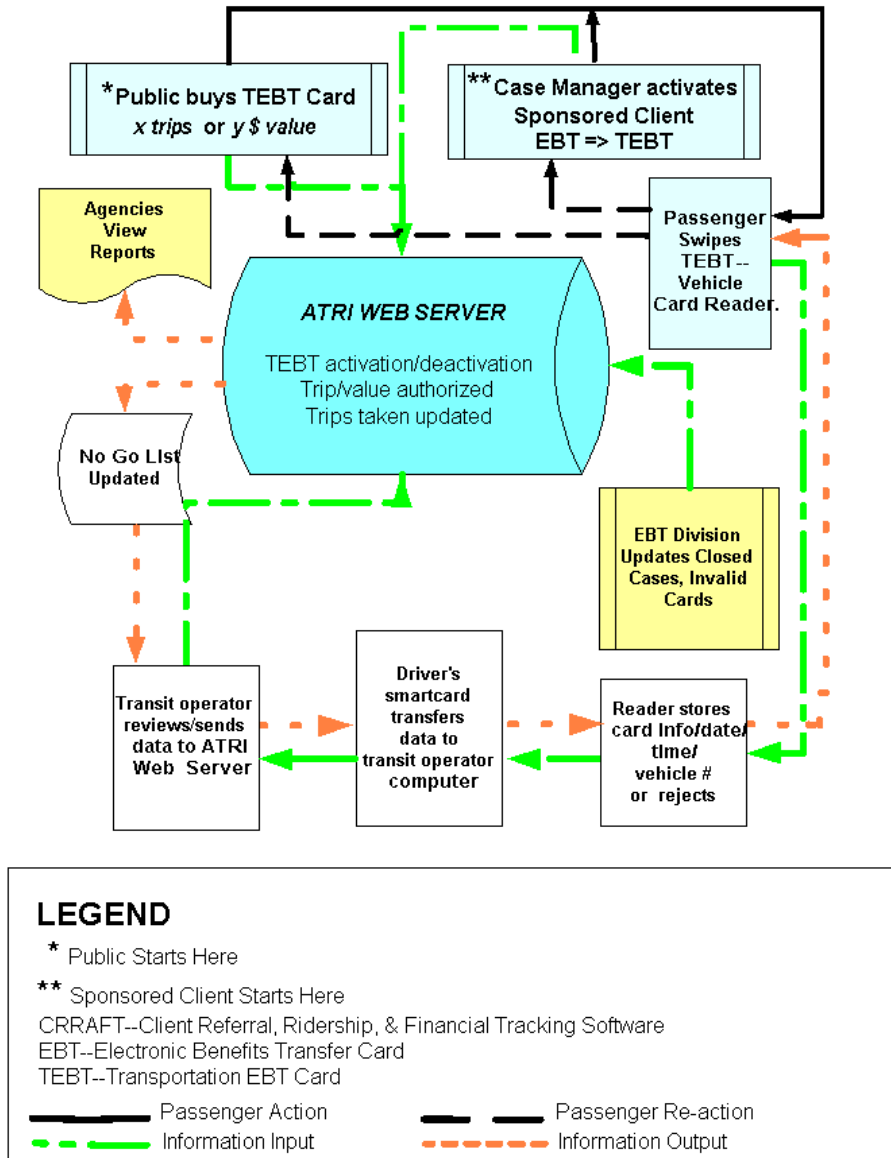 *Public buys TEBT Card
x trips or y $ value
**Case Manager activates
Sponsored Client
EBT => TEBT
Agencies
View
Reports
Passenger
Swipes
TEBT--
Vehicle
Card Reader.
ATRI WEB SERVER
TEBT activation/deactivation
Trip/value authorized
Trips taken updated
No Go LIst
Updated
EBT Division
Updates Closed
Cases, Invalid
Cards
Transit operator
reviews/sends
data to ATRI
Web Server
Driver's
smartcard
transfers
data to
transit operator
computer
Reader stores
card Info/date/
tIme/
vehicle #
or rejects
LEGEND
* Public Starts Here
** Sponsored Client Starts Here
CRRAFT--Client Referral, Ridership, & Financial Tracking Software
EBT--Electronic Benefits Transfer Card
TEBT--Transportation EBT Card
Passenger Action
Passenger Re-action
Information Input
Information Output